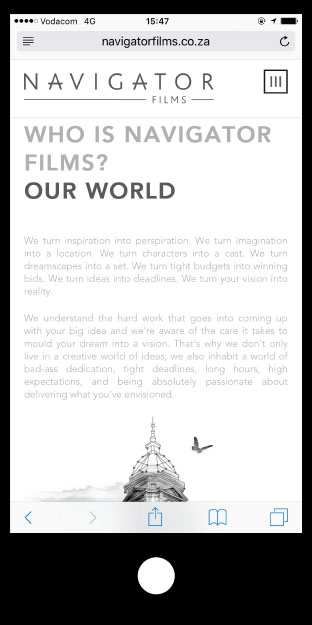 Vodacom 4G 15:47
navigatorfilms.co.za
NAVIGATOR
FILMS
WHO IS NAVIGATOR
FILMS?
OUR WORLD
We turn inspiration into perspiration. We turn imagination
into a location. We turn characters into a cast. We turn
dreamscapes into a set. We turn tight budgets into winning
bids. We turn ideas into deadlines. We turn your vision into
reality.
We understand the hard work that goes into coming up
with your big idea and we're aware of the care it takes to
mould your dream into a vision. That's why we don't only
live in a creative world of ideas; we also inhabit a world of
bad-ass dedication, tight deadlines, long hours, high
expectations, and being absolutely passionate about
delivering what you've envisioned.